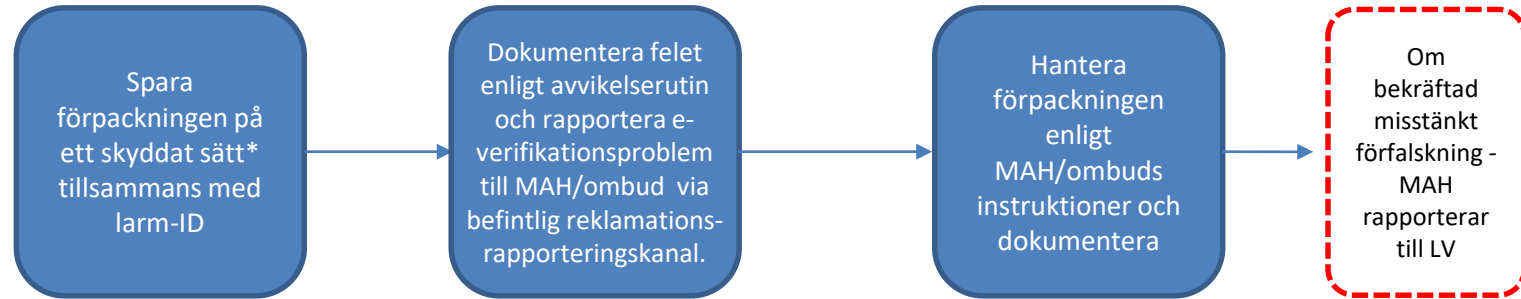 Spara
förpackningen på
ett skyddat sätt*
tillsammans med
larm-ID
Dokumentera felet
enligt avvikelserutin
och rapportera e-
verifikationsproblem
till MAH/ombud via
befintlig reklamations-
rapporteringskanal.
Hantera
förpackningen
enligt
MAH/ombuds
instruktioner och
dokumentera
Om
bekräftad
misstänkt
förfalskning -
MAH
rapporterar
till LV